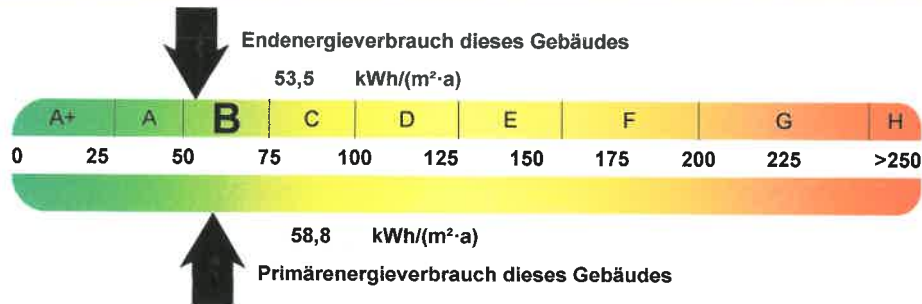 Endenergieverbrauch dieses Gebäudes
53,5 kWh/(m²·a)
A+ A B C D E F G H
0 25 50 75 100 125 150 175 200 225 >250
58,8 kWh/(m²·a)
Primärenergieverbrauch dieses Gebäudes